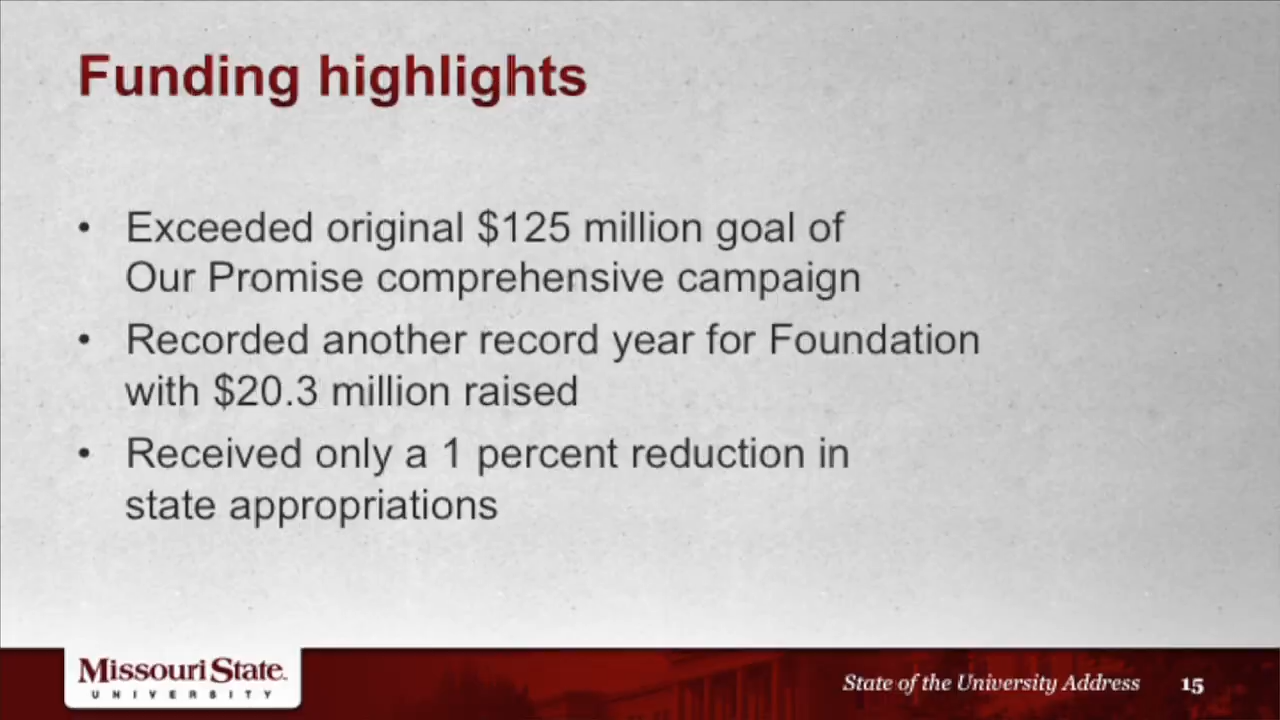 Funding highlights
• Exceeded original $125 million goal of
Our Promise comprehensive campaign
• Recorded another record year for Foundation
with $20.3 million raised
• Received only a 1 percent reduction in
state appropriations
Missouri State.
UNIVERSITY
State of the University Address 15